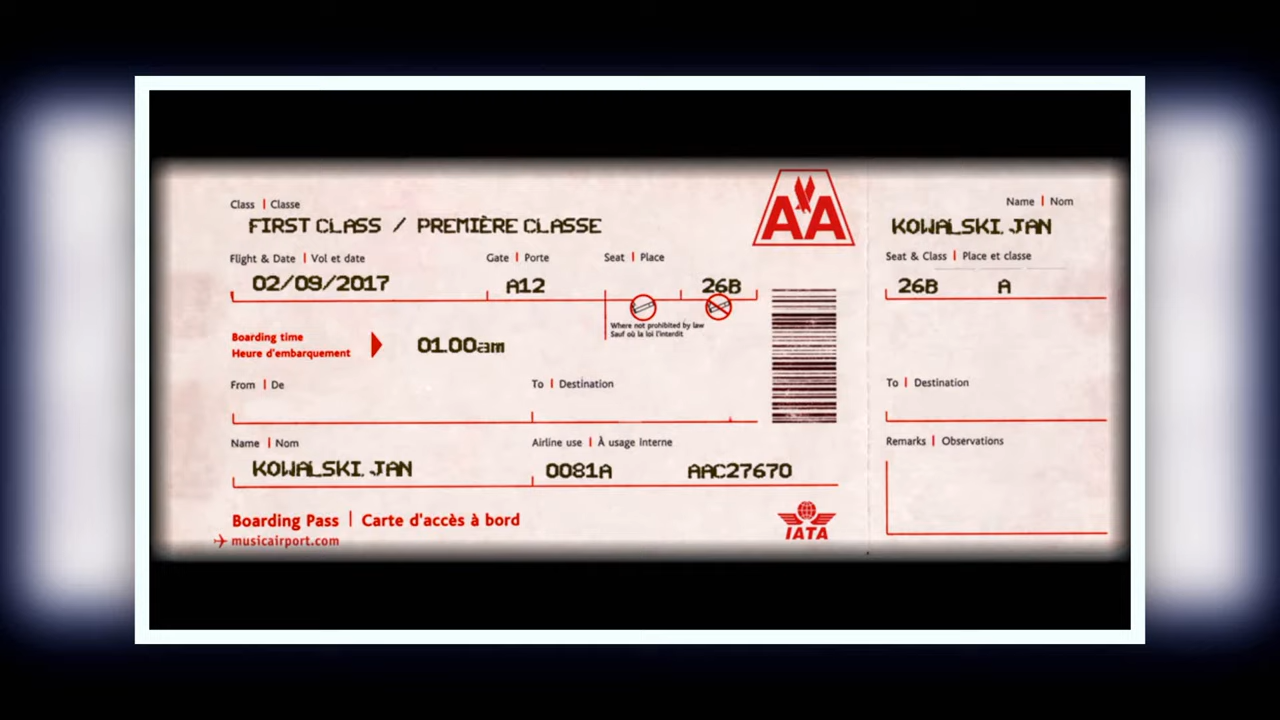 Class | Classe
FIRST CLASS / PREMIÈRE CLASSE
Flight & Date | Vol et date
Gate | Porte
Seat | Place
02/09/2017
A12
26B
Where not prohibited by law
Sauf où la loi l'interdit
Boarding time
Heure d'embarquement
01.00am
From | De
To | Destination
Name | Nom
Airline use | À usage interne
KOWALSKI. JAN
0081A
AAC27670
Boarding Pass | Carte d'accès à bord
musicairport.com
AA
IATA
Name | Nom
KOWALSKI. JAN
Seat & Class | Place et classe
26B A
To | Destination
Remarks | Observations